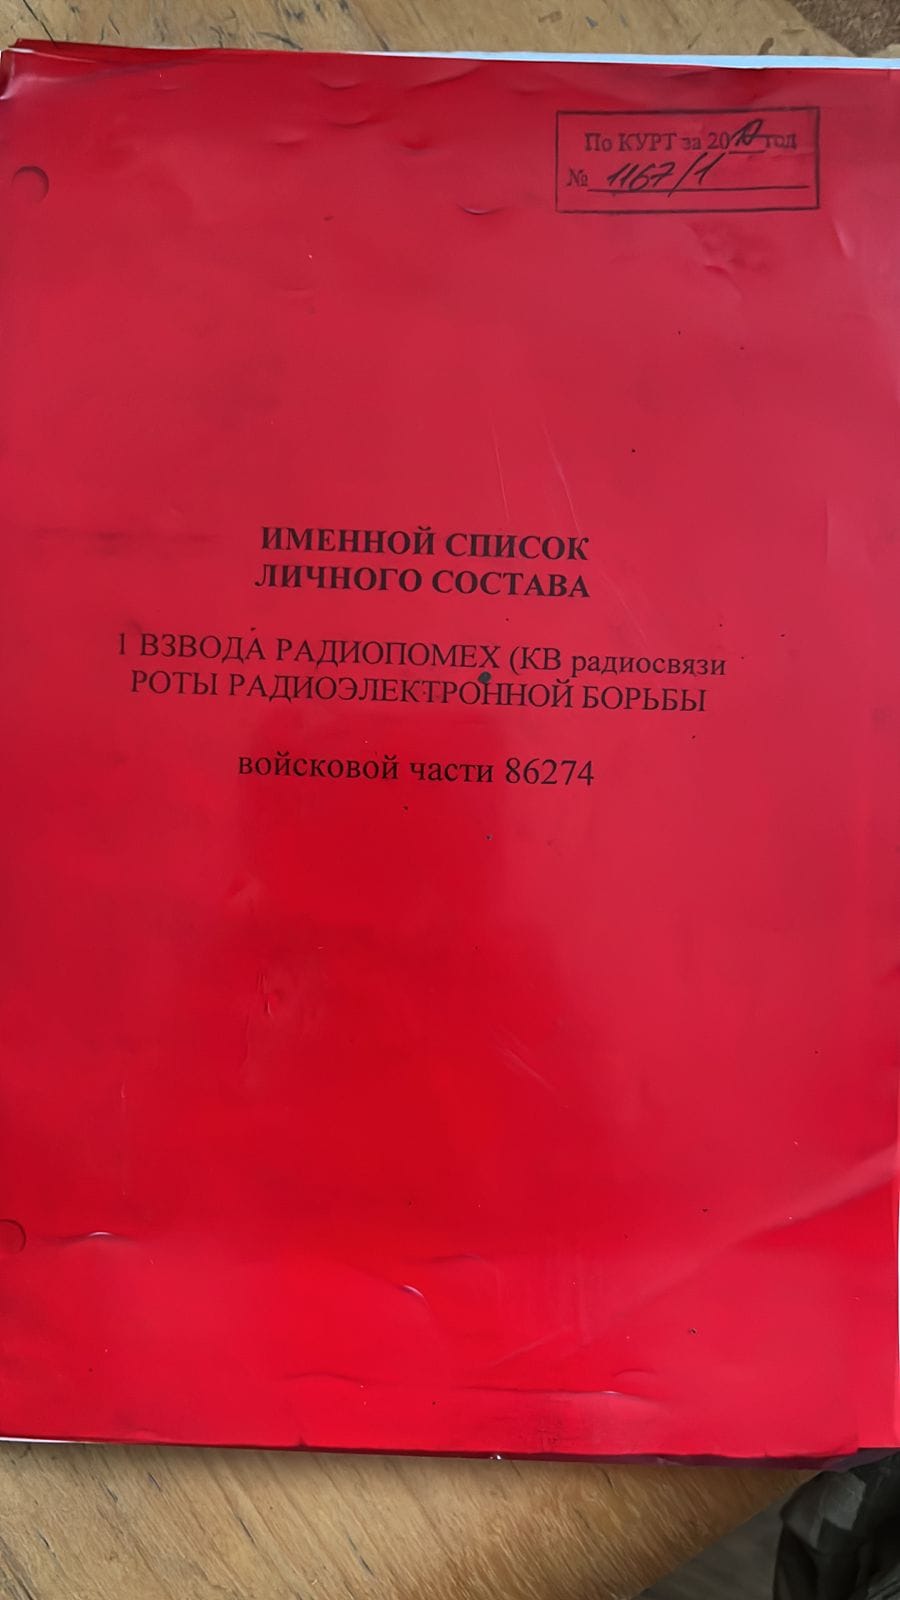 По КУРТ за 20 год
№ 1167/1
ИМЕННОЙ СПИСОК
ЛИЧНОГО СОСТАВА
1 ВЗВОДА РАДИОПОМЕХ (КВ радиосвязи
РОТЫ РАДИОЭЛЕКТРОННОЙ БОРЬБЫ
войсковой части 86274